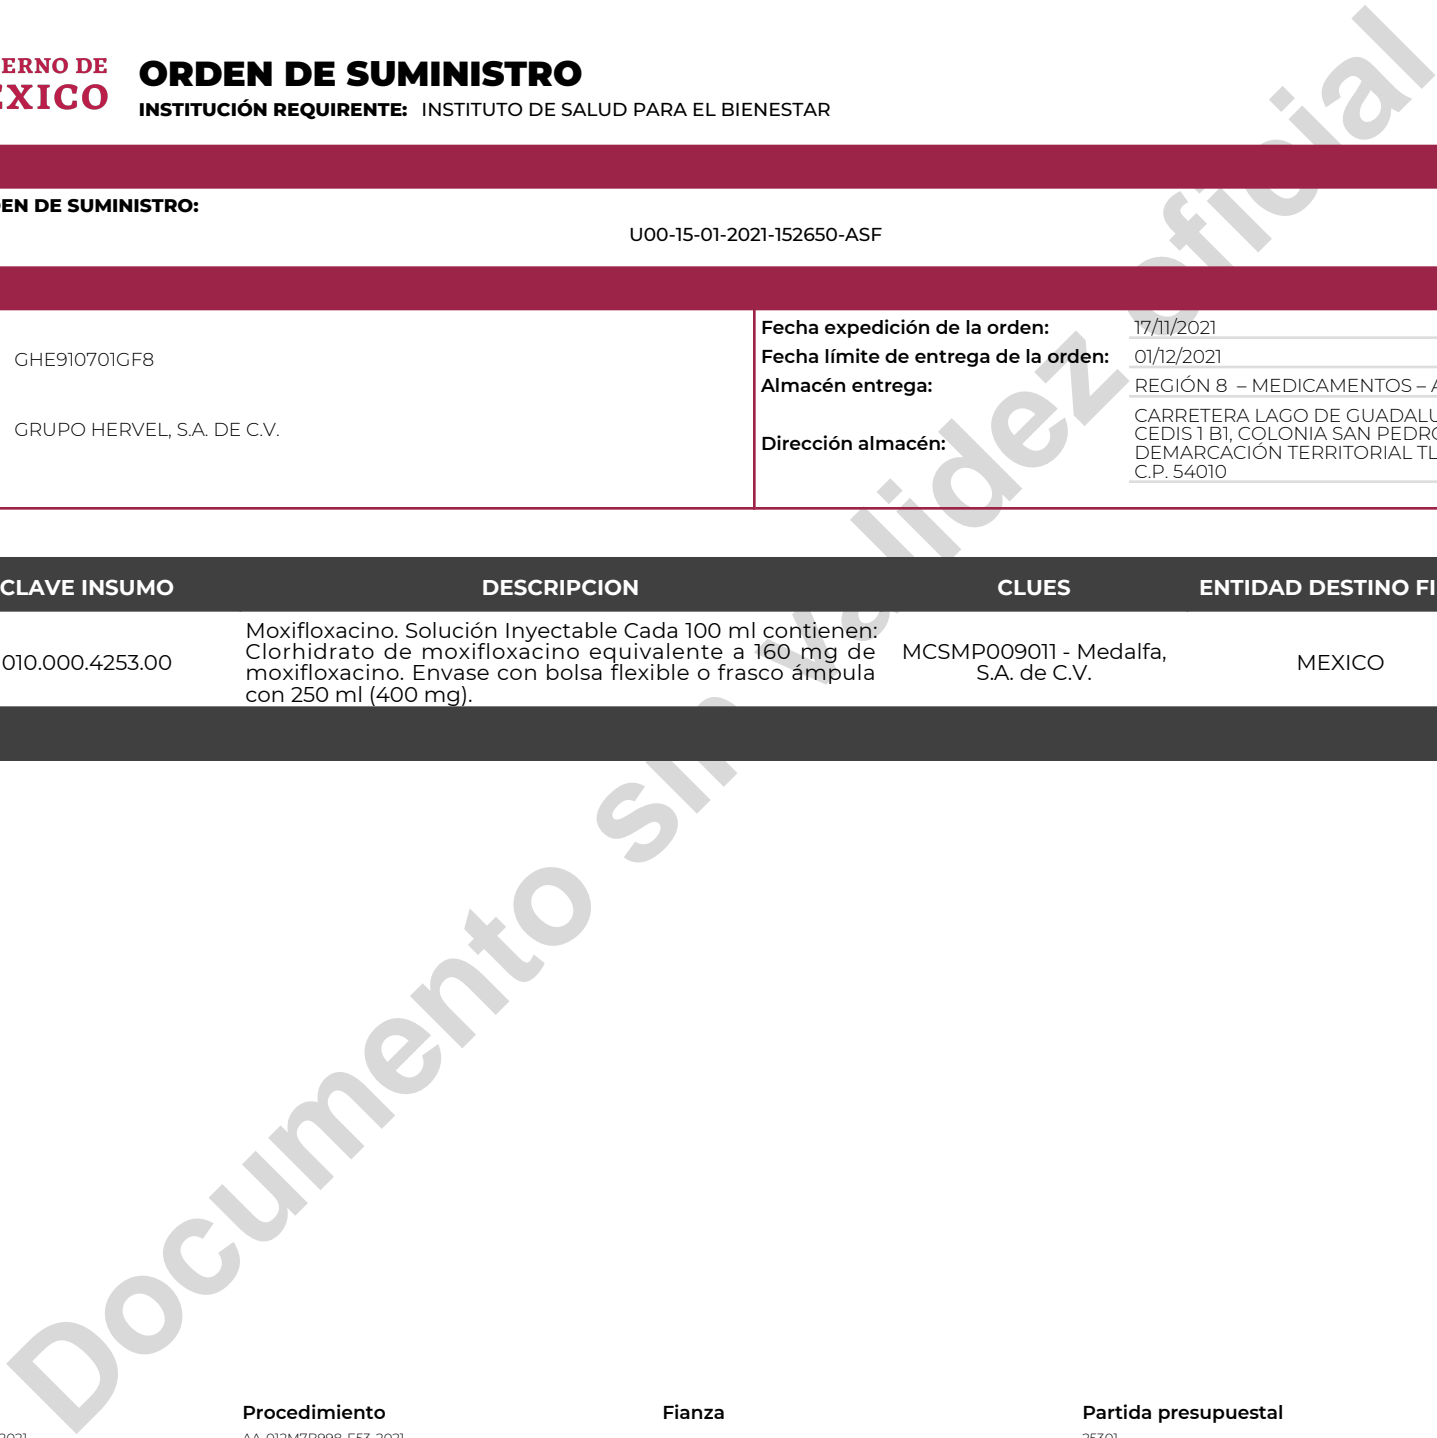 ERNO DE
EXICO
ORDEN DE SUMINISTRO
INSTITUCIÓN REQUIRENTE: INSTITUTO DE SALUD PARA EL BIENESTAR
EN DE SUMINISTRO:
U00-15-01-2021-152650-ASF
GHE910701GF8
GRUPO HERVEL, S.A. DE C.V.
Fecha expedición de la orden: 17/11/2021
Fecha límite de entrega de la orden: 01/12/2021
Almacén entrega: REGIÓN 8 – MEDICAMENTOS – A
Dirección almacén:
CARRETERA LAGO DE GUADALU
CEDIS 1 B1, COLONIA SAN PEDRO
DEMARCACIÓN TERRITORIAL TL
C.P. 54010
CLAVE INSUMO DESCRIPCION CLUES ENTIDAD DESTINO FI
010.000.4253.00
Moxifloxacino. Solución Inyectable Cada 100 ml contienen:
Clorhidrato de moxifloxacino equivalente a 160 mg de
moxifloxacino. Envase con bolsa flexible o frasco ámpula
con 250 ml (400 mg).
MCSMP009011 - Medalfa,
S.A. de C.V.
MEXICO
Documento sin validez oficial
Procedimiento Fianza Partida presupuestal
2021 AA-012M7B998-E53-2021 25301